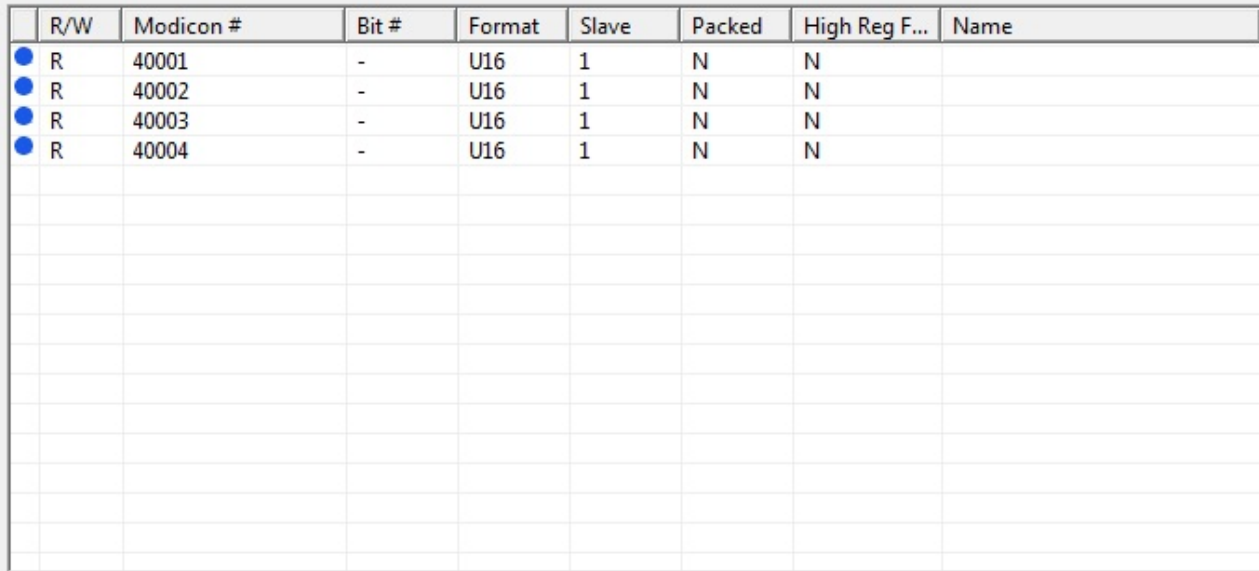 R/W Modicon # Bit # Format Slave Packed High Reg F... Name
R 40001 - U16 1 N N
R 40002 - U16 1 N N
R 40003 - U16 1 N N
R 40004 - U16 1 N N